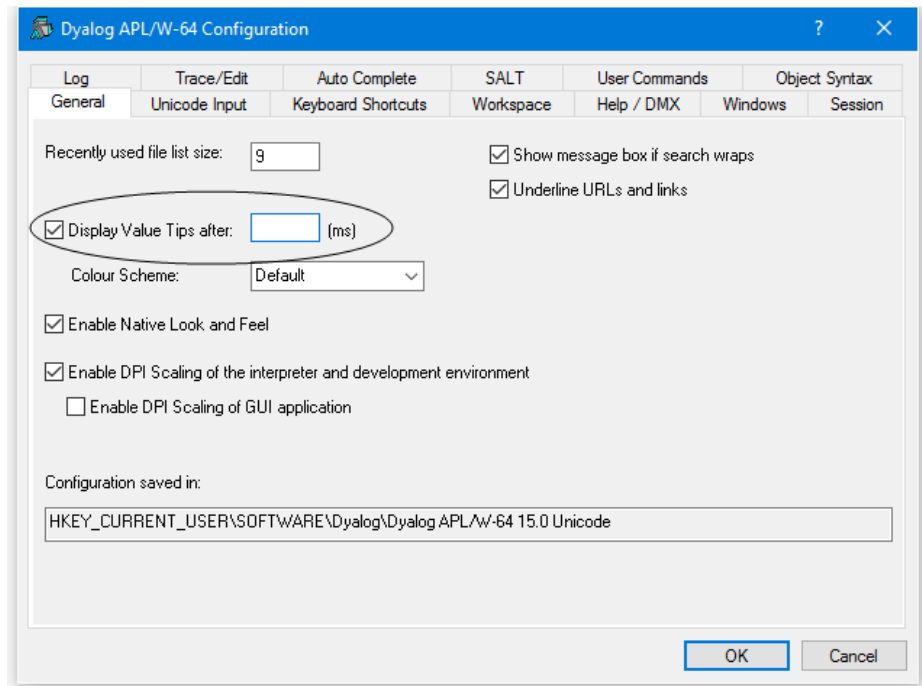 Dyalog APL/W-64 Configuration ?
Log Trace/Edit Auto Complete SALT User Commands Object Syntax
General Unicode Input Keyboard Shortcuts Workspace Help / DMX Windows Session
Recently used file list size: 9
Show message box if search wraps
Underline URLs and links
Display Value Tips after: (ms)
Colour Scheme: Default
Enable Native Look and Feel
Enable DPI Scaling of the interpreter and development environment
Enable DPI Scaling of GUI application
Configuration saved in:
HKEY_CURRENT_USER\SOFTWARE\Dyalog\Dyalog APL/W-64 15.0 Unicode
OK Cancel